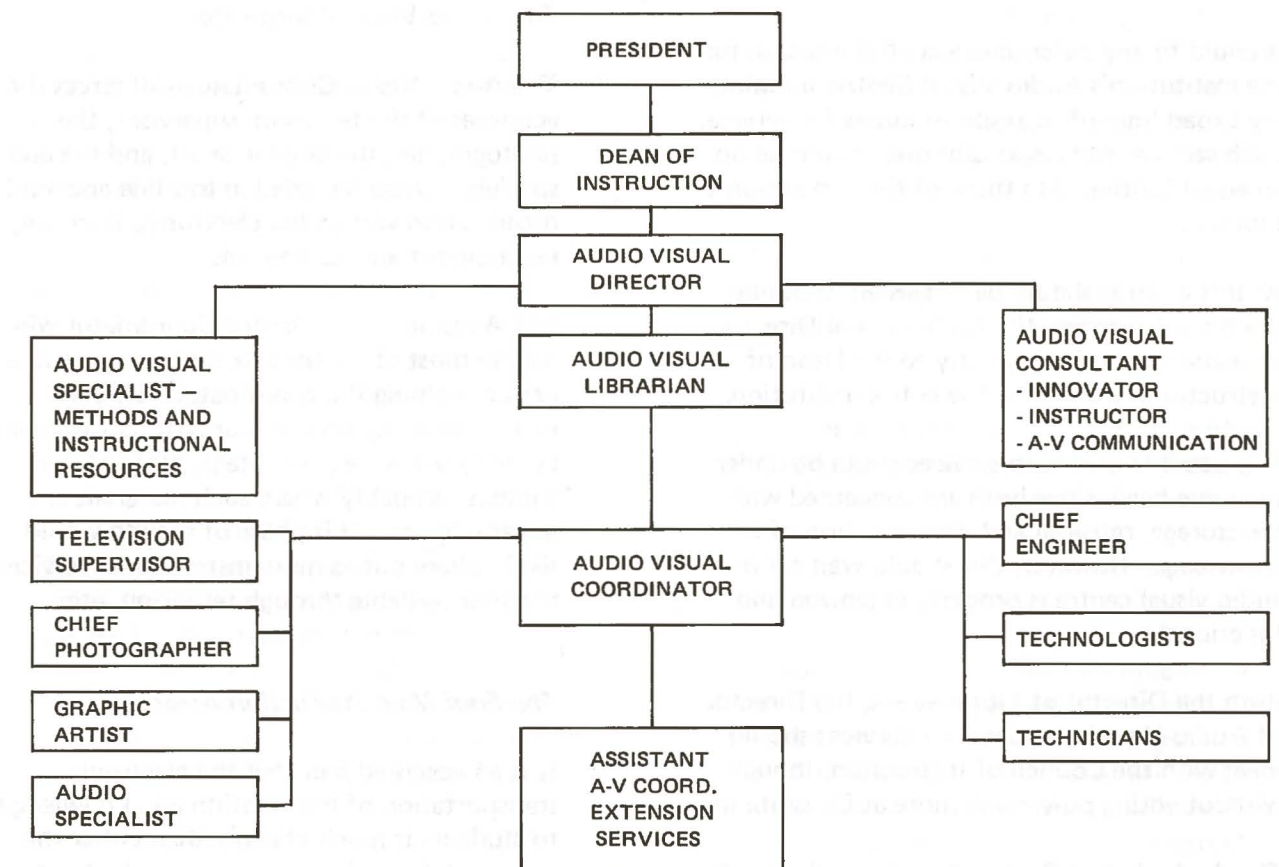 PRESIDENT
DEAN OF
INSTRUCTION
AUDIO VISUAL
DIRECTOR
AUDIO VISUAL
SPECIALIST —
METHODS AND
INSTRUCTIONAL
RESOURCES
AUDIO VISUAL
LIBRARIAN
AUDIO VISUAL
CONSULTANT
- INNOVATOR
- INSTRUCTOR
- A-V COMMUNICATION
TELEVISION
SUPERVISOR
CHIEF
PHOTOGRAPHER
GRAPHIC
ARTIST
AUDIO
SPECIALIST
AUDIO VISUAL
COORDINATOR
CHIEF
ENGINEER
TECHNOLOGISTS
TECHNICIANS
ASSISTANT
A-V COORD.
EXTENSION
SERVICES